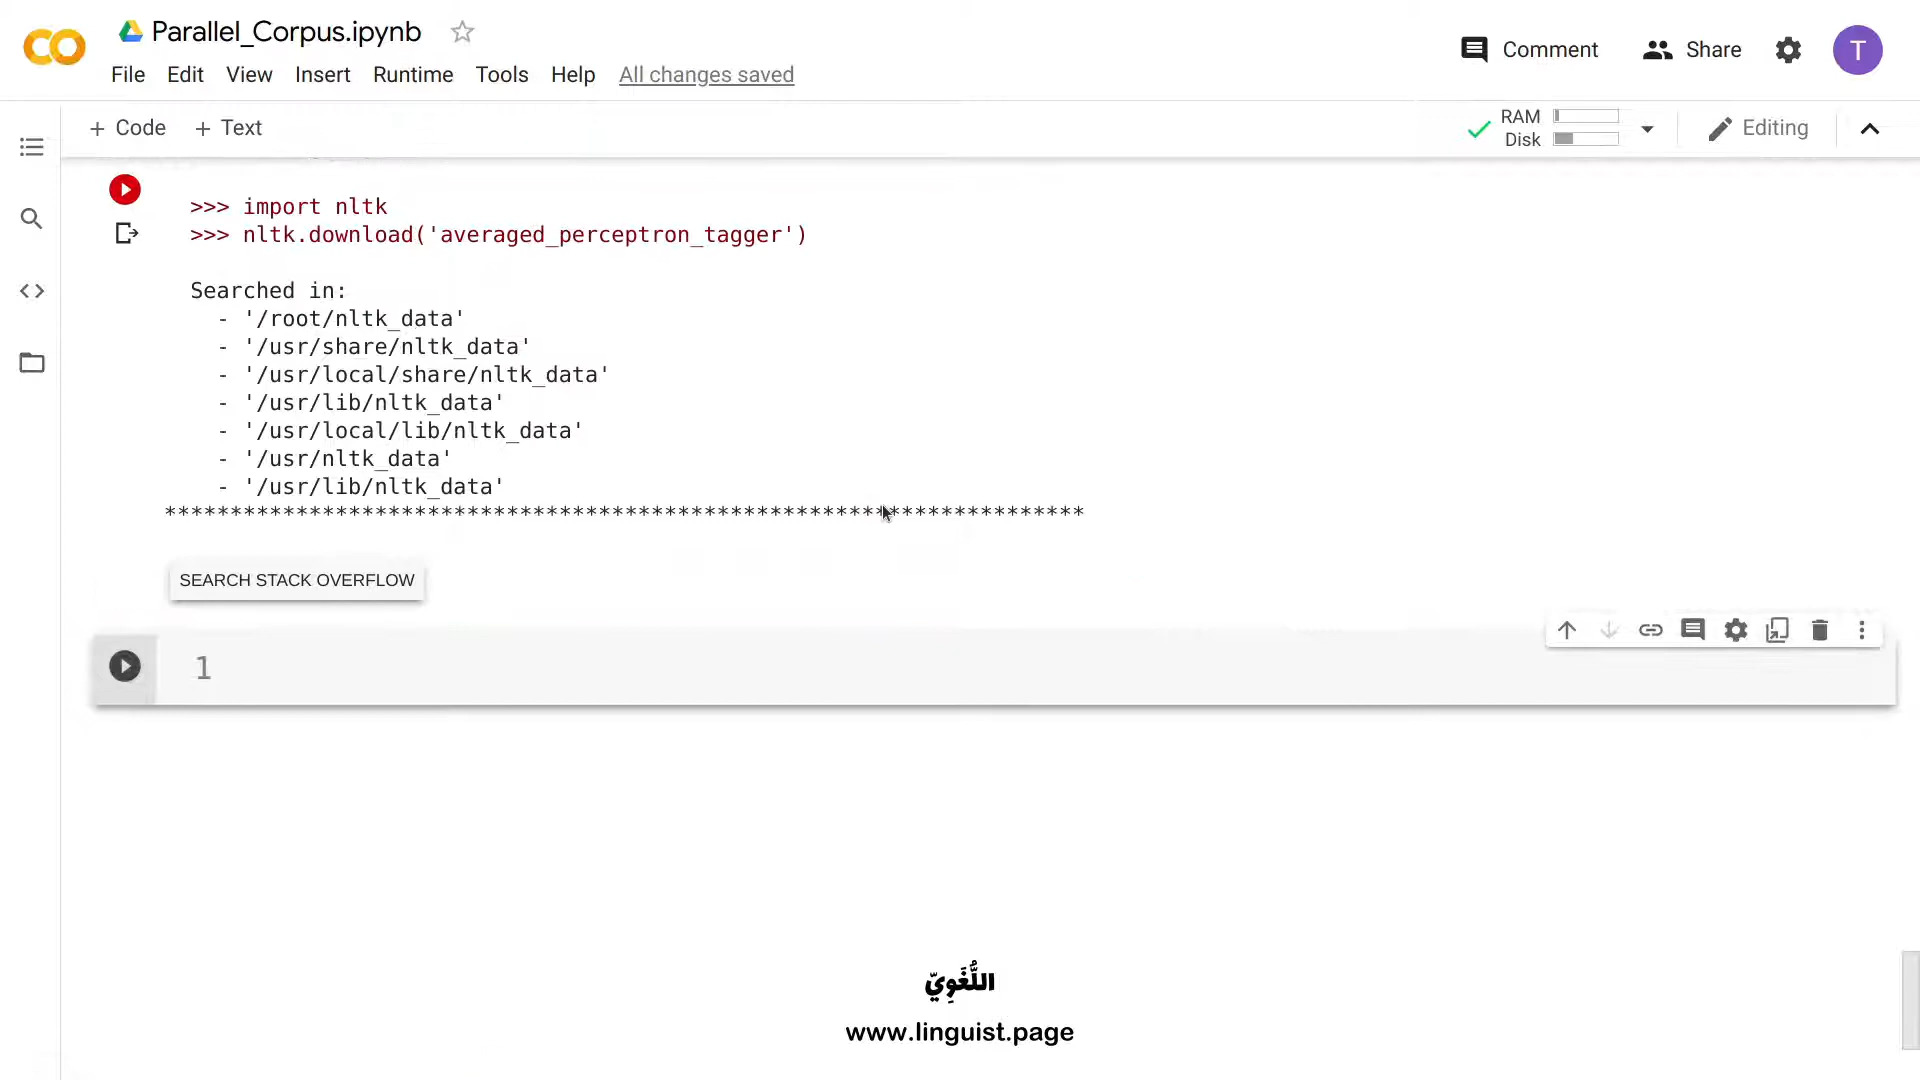 Parallel_Corpus.ipynb
File Edit View Insert Runtime Tools Help All changes saved
Comment Share T
+ Code + Text
RAM
Disk
Editing
>>> import nltk
>>> nltk.download('averaged_perceptron_tagger')
Searched in:
- '/root/nltk_data'
- '/usr/share/nltk_data'
- '/usr/local/share/nltk_data'
- '/usr/lib/nltk_data'
- '/usr/local/lib/nltk_data'
- '/usr/nltk_data'
- '/usr/lib/nltk_data'
**********************************************************************
SEARCH STACK OVERFLOW
1
اللُّغَوِيّ
www.linguist.page